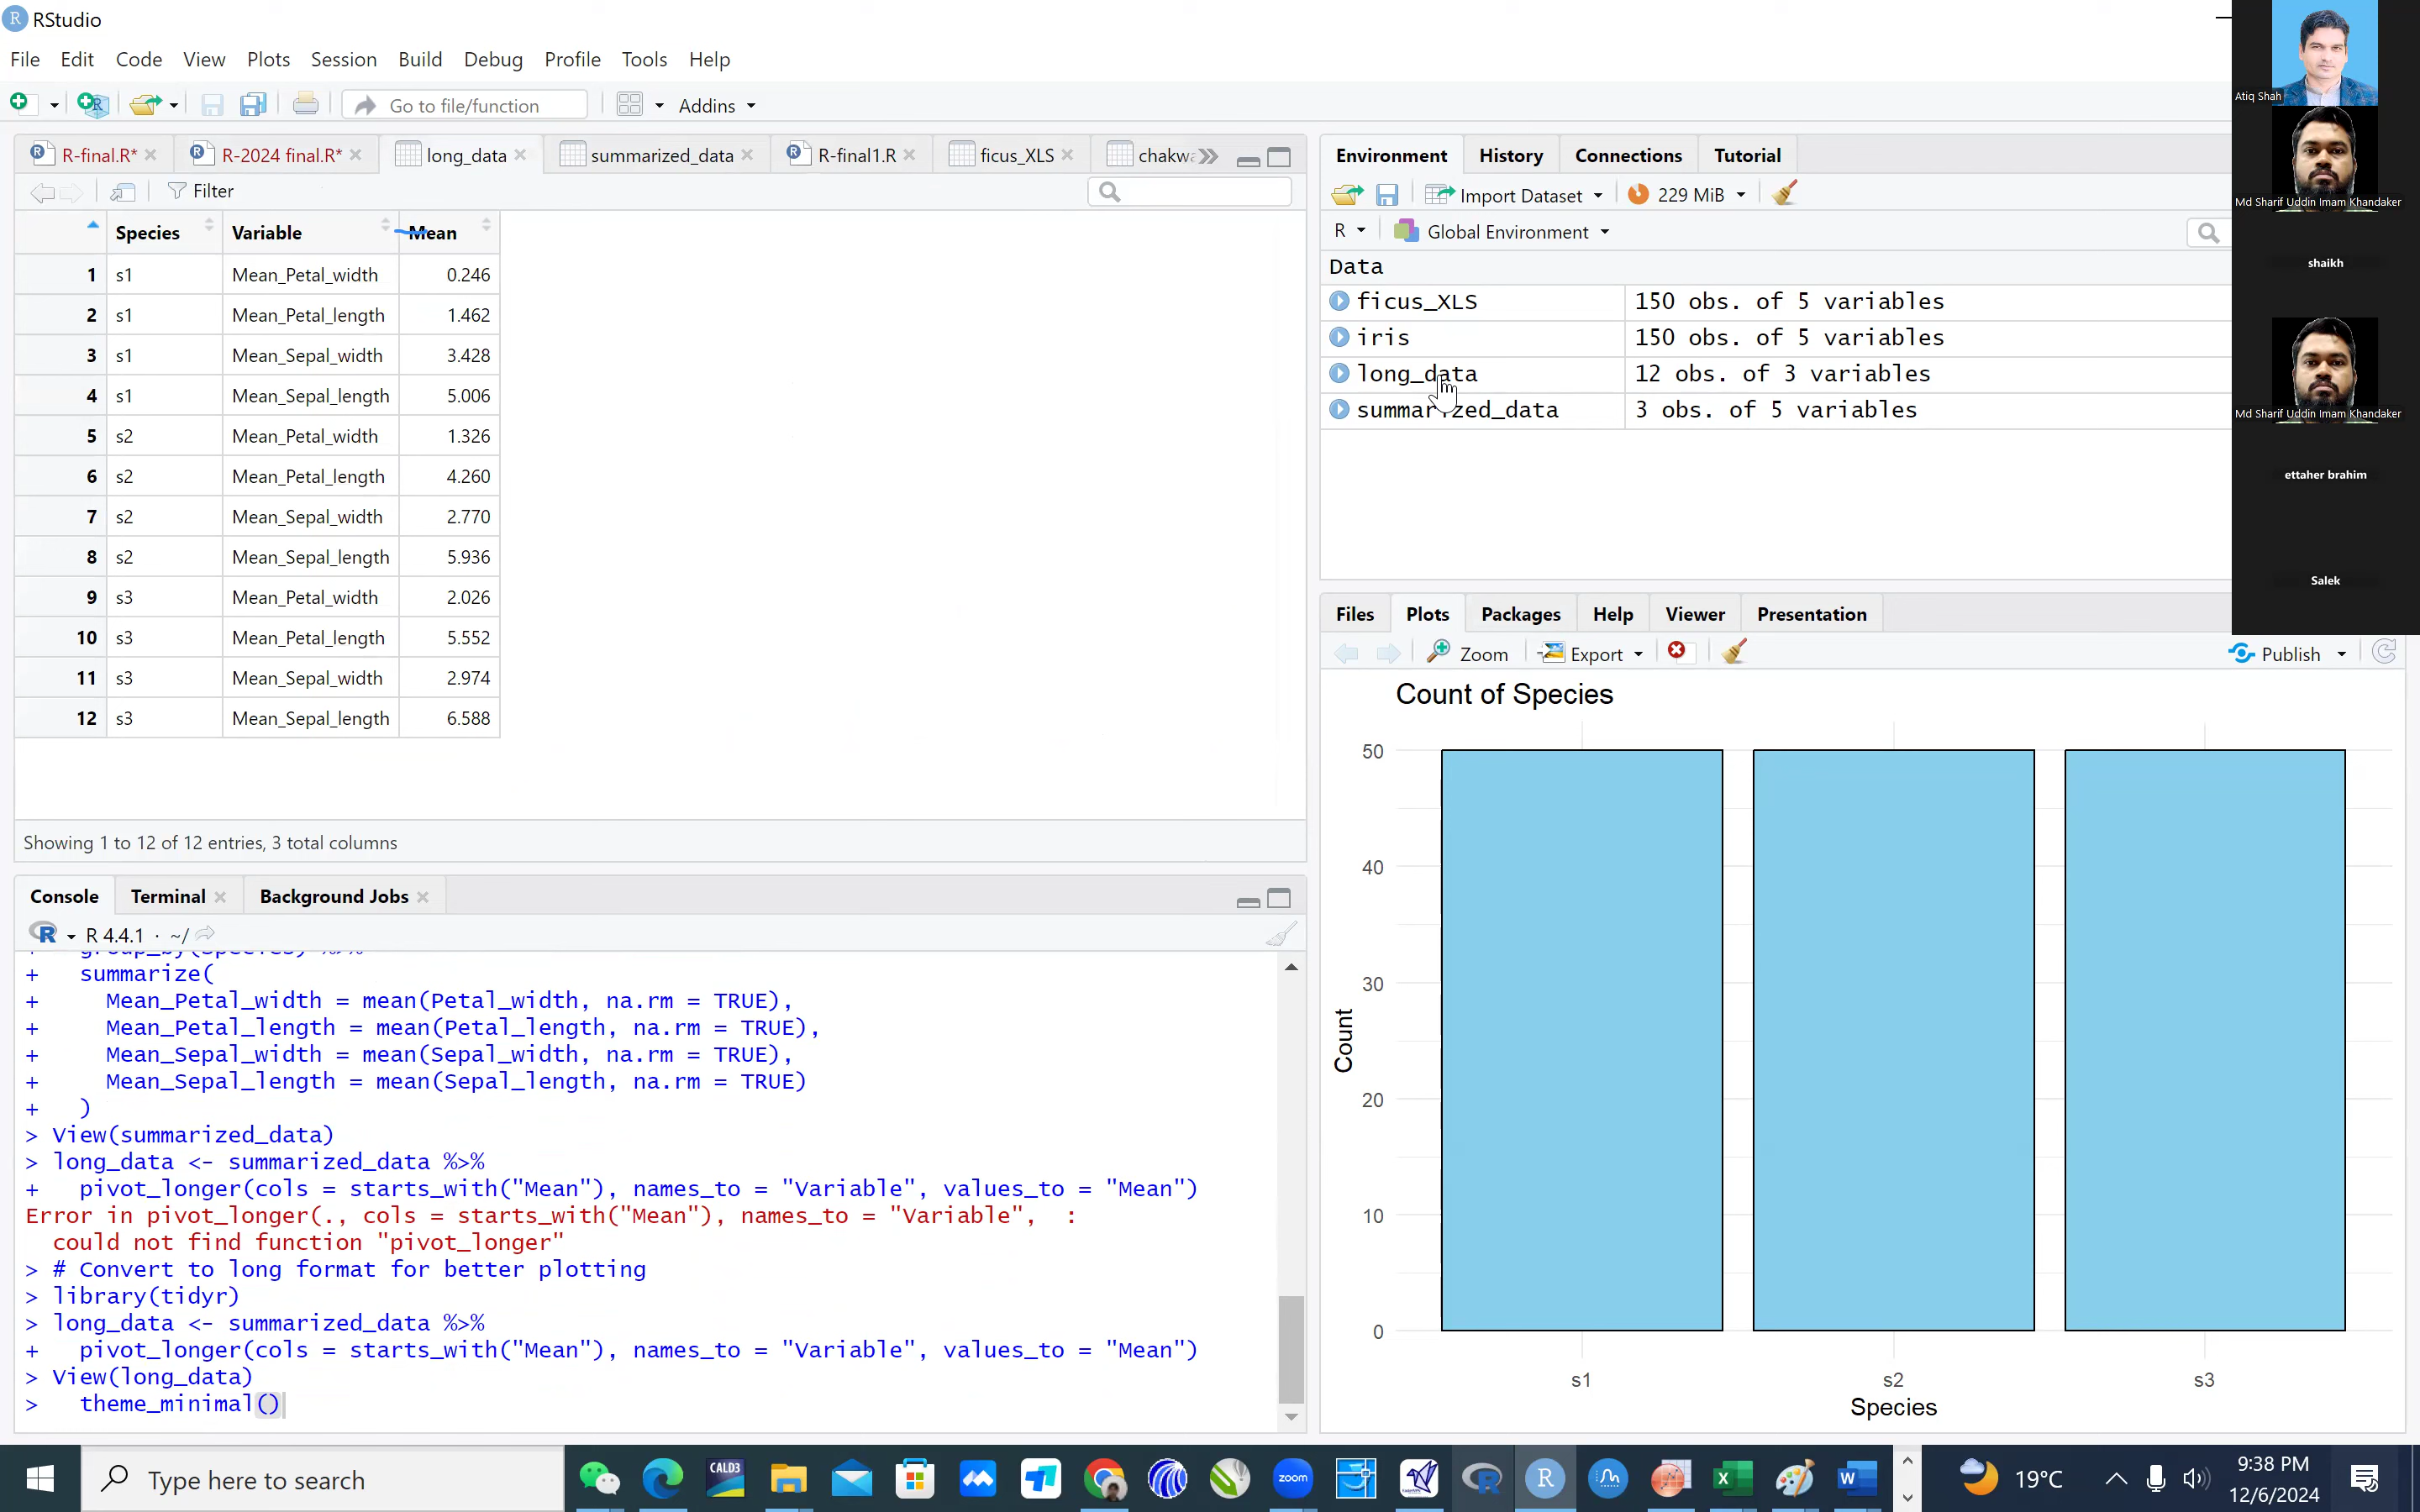 RStudio
File Edit Code View Plots Session Build Debug Profile Tools Help
Go to file/function Addins
R-final.R* R-2024 final.R* long_data summarized_data R-final1.R ficus_XLS chakwa
Filter
Species Variable Mean
1 s1 Mean_Petal_width 0.246
2 s1 Mean_Petal_length 1.462
3 s1 Mean_Sepal_width 3.428
4 s1 Mean_Sepal_length 5.006
5 s2 Mean_Petal_width 1.326
6 s2 Mean_Petal_length 4.260
7 s2 Mean_Sepal_width 2.770
8 s2 Mean_Sepal_length 5.936
9 s3 Mean_Petal_width 2.026
10 s3 Mean_Petal_length 5.552
11 s3 Mean_Sepal_width 2.974
12 s3 Mean_Sepal_length 6.588
Showing 1 to 12 of 12 entries, 3 total columns
Console Terminal Background Jobs
R 4.4.1 · ~/
+ summarize(
+ Mean_Petal_width = mean(Petal_width, na.rm = TRUE),
+ Mean_Petal_length = mean(Petal_length, na.rm = TRUE),
+ Mean_Sepal_width = mean(Sepal_width, na.rm = TRUE),
+ Mean_Sepal_length = mean(Sepal_length, na.rm = TRUE)
+ )
> View(summarized_data)
> long_data <- summarized_data %>%
+ pivot_longer(cols = starts_with("Mean"), names_to = "Variable", values_to = "Mean")
Error in pivot_longer(., cols = starts_with("Mean"), names_to = "Variable", :
could not find function "pivot_longer"
> # Convert to long format for better plotting
> library(tidyr)
> long_data <- summarized_data %>%
+ pivot_longer(cols = starts_with("Mean"), names_to = "Variable", values_to = "Mean")
> View(long_data)
> theme_minimal()
Environment History Connections Tutorial
Import Dataset 229 MiB
R Global Environment
Data
ficus_XLS 150 obs. of 5 variables
iris 150 obs. of 5 variables
long_data 12 obs. of 3 variables
summarized_data 3 obs. of 5 variables
Files Plots Packages Help Viewer Presentation
Zoom Export Publish
Count of Species
50
40
30
20
10
0
Count
s1 s2 s3
Species
Atiq Shah
Md Sharif Uddin Imam Khandaker
shaikh
Md Sharif Uddin Imam Khandaker
ettaher brahim
Salek
Type here to search
CALD3
zoom
19°C
9:38 PM
12/6/2024